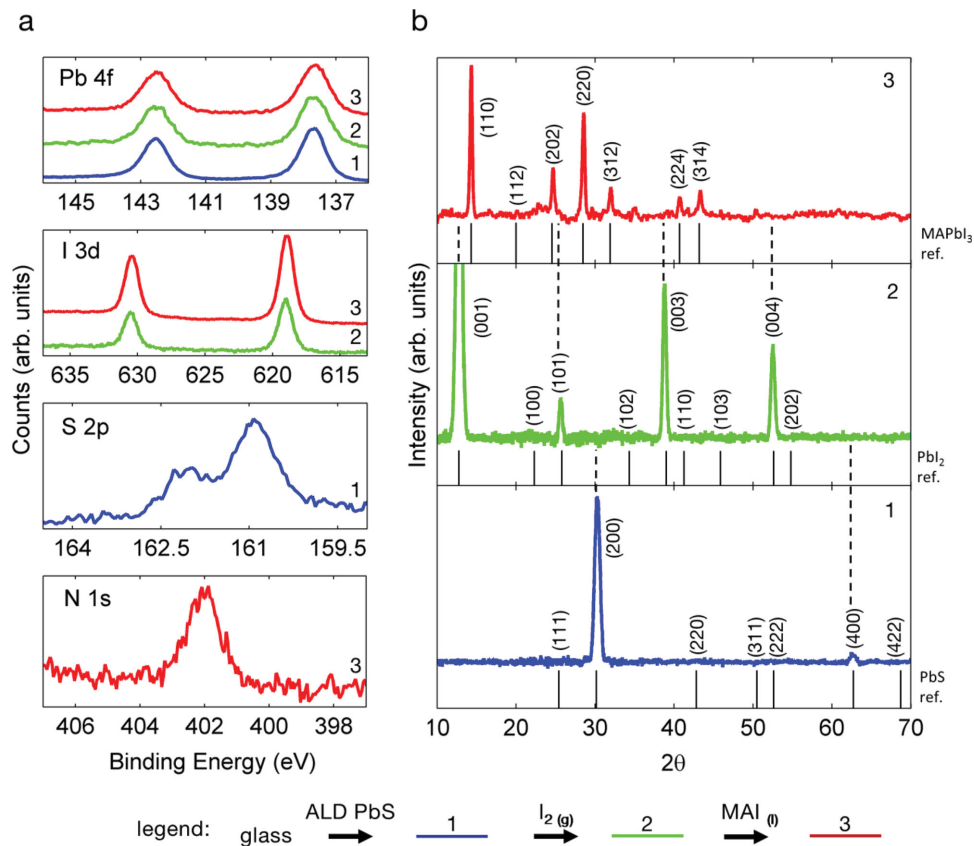 a
Pb 4f
3
2
1
145 143 141 139 137
I 3d
3
2
635 630 625 620 615
S 2p
1
164 162.5 161 159.5
N 1s
3
406 404 402 400 398
Binding Energy (eV)
Counts (arb. units)
b
3
(110)
(112)
(202)
(220)
(312)
(224)
(314)
MAPbI3
ref.
2
(001)
(100)
(101)
(102)
(003)
(110)
(103)
(004)
(202)
PbI2
ref.
1
(111)
(200)
(220)
(311)
(222)
(400)
(422)
PbS
ref.
10 20 30 40 50 60 70
2θ
Intensity (arb. units)
legend: glass ALD PbS 1 I2 (g) 2 MAI (l) 3